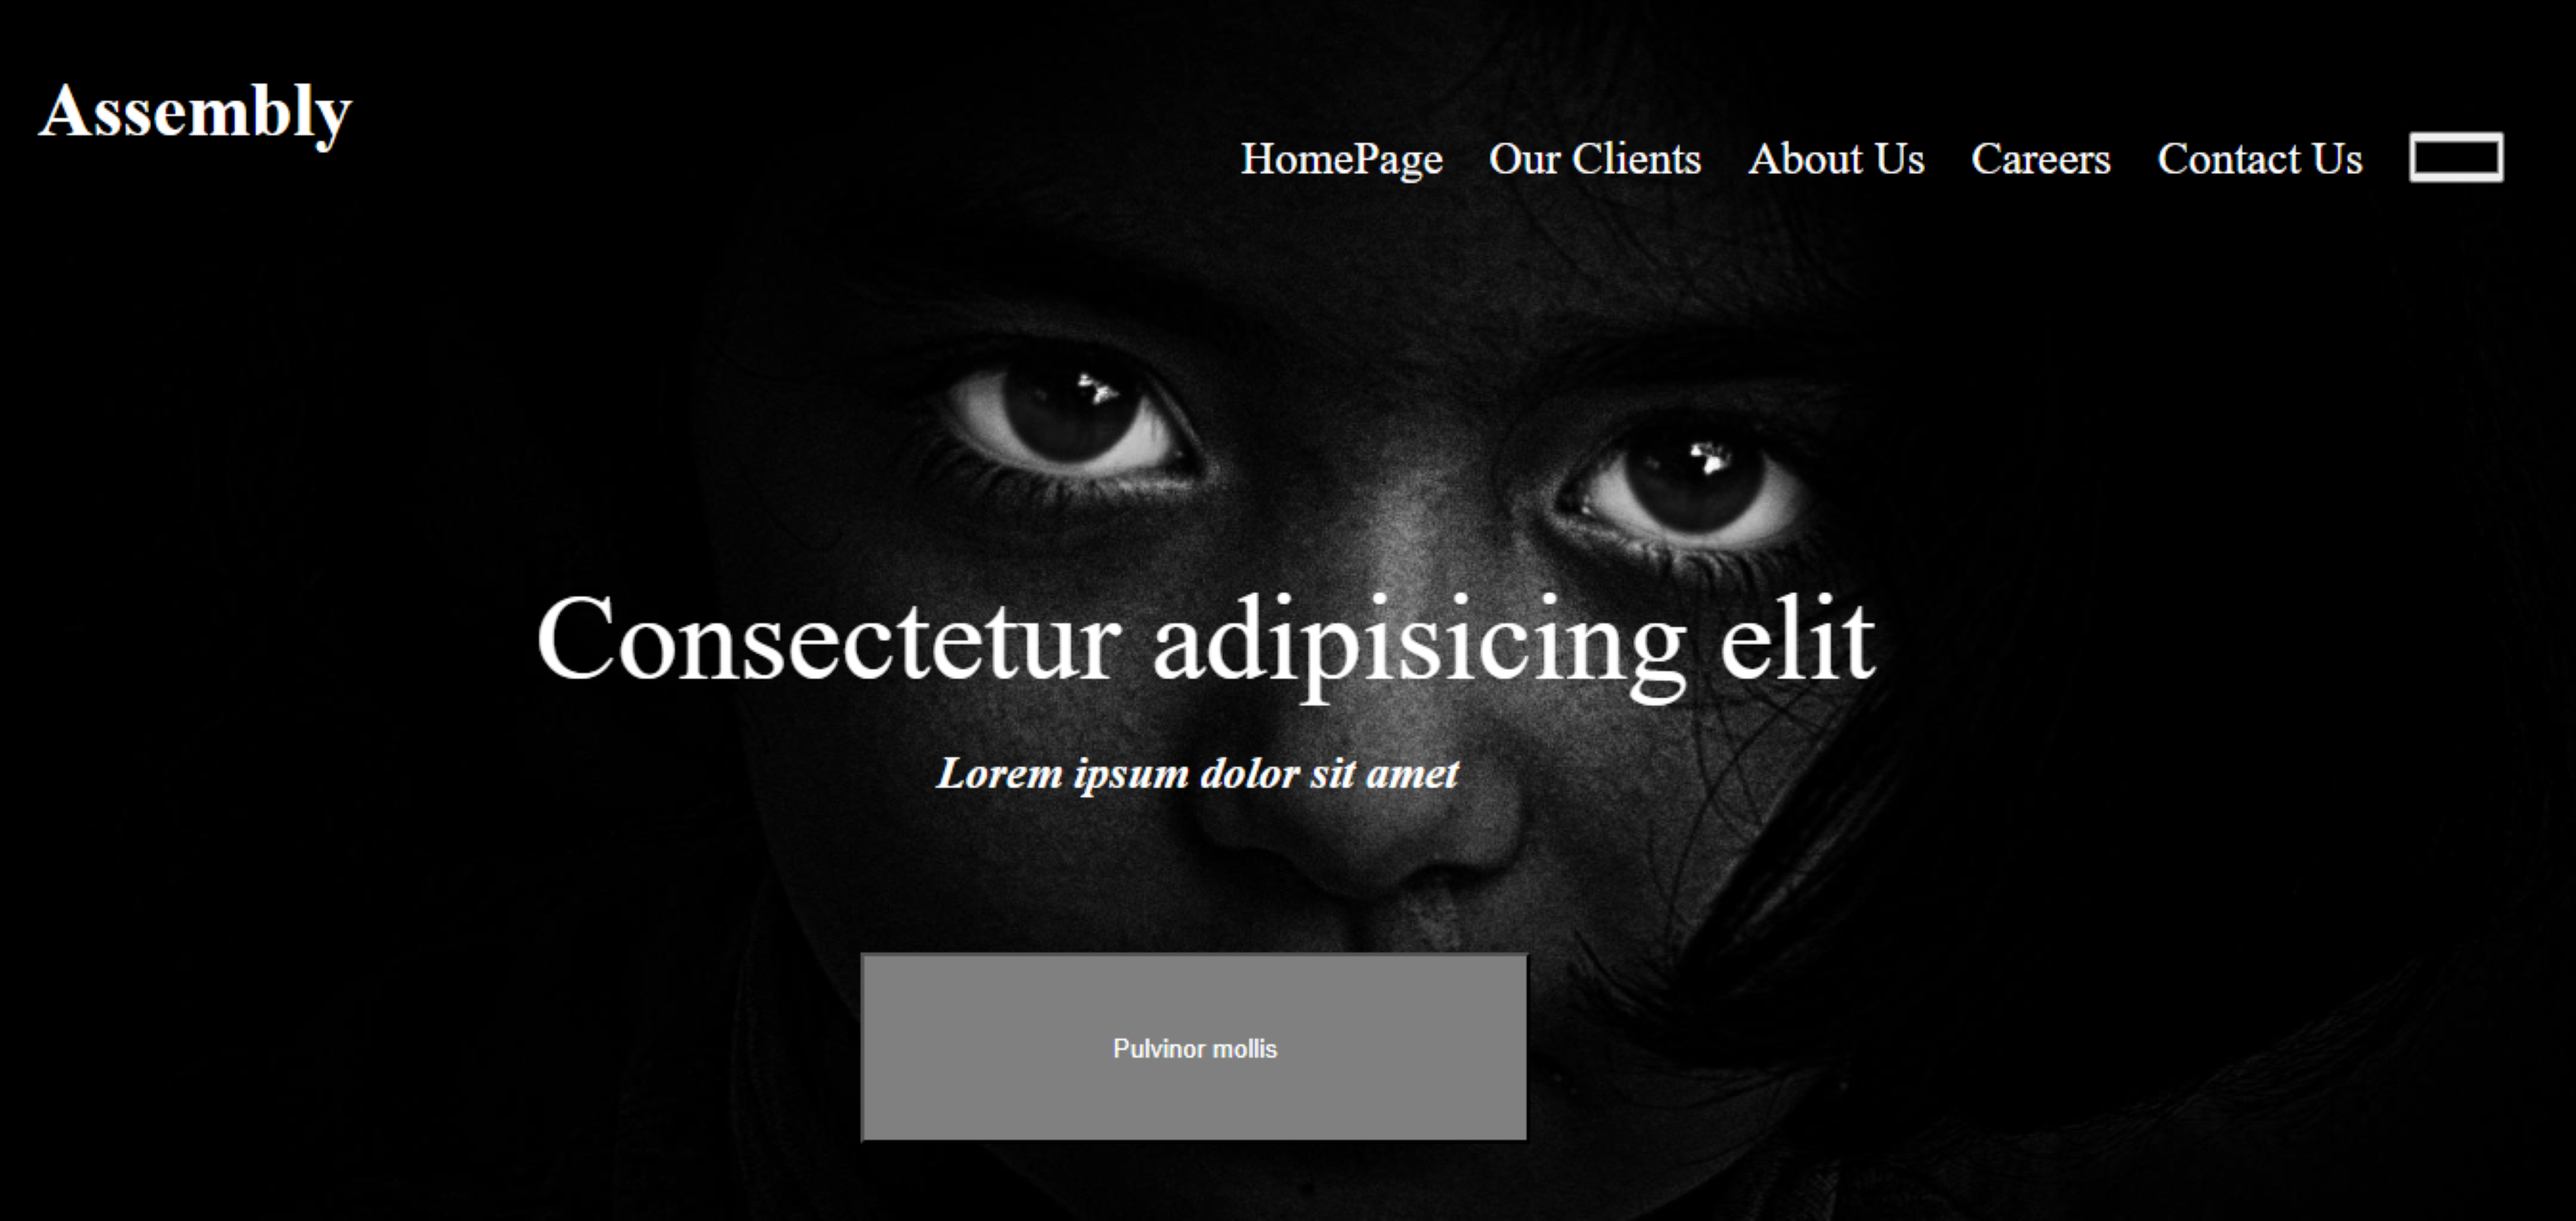 Assembly
HomePage Our Clients About Us Careers Contact Us
Consectetur adipisicing elit
Lorem ipsum dolor sit amet
Pulvinor mollis